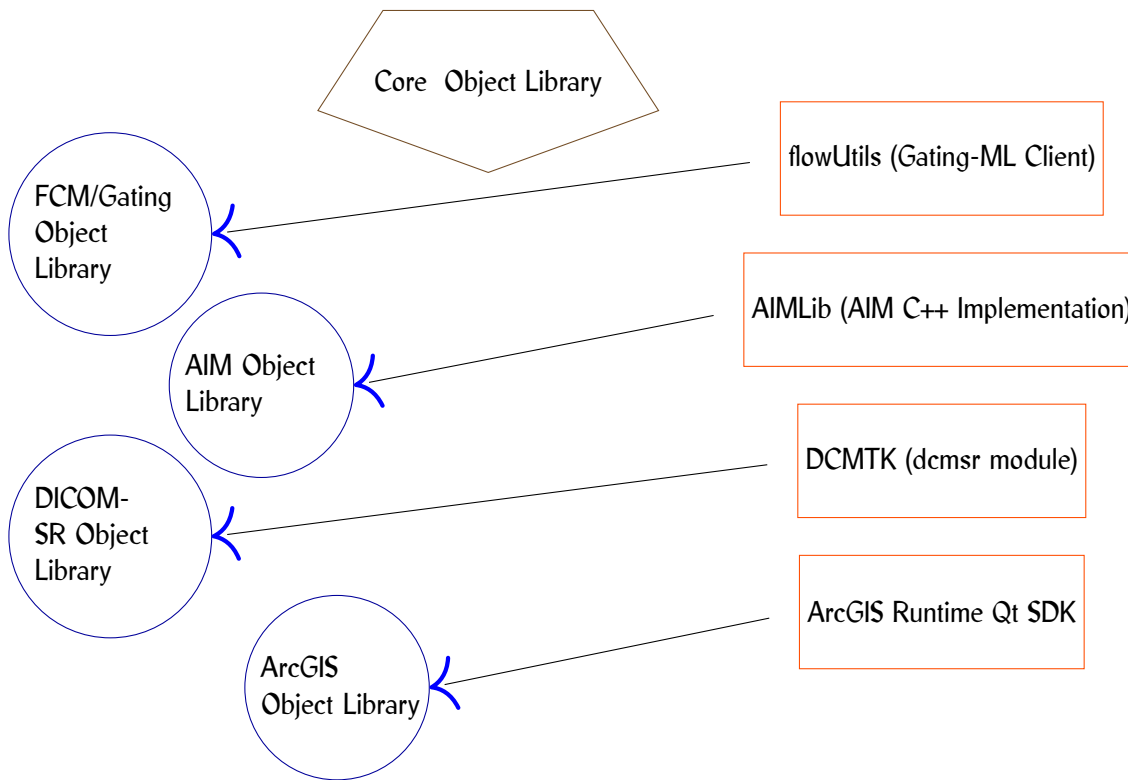 Core Object Library
flowUtils (Gating-ML Client)
FCM/Gating
Object
Library
AIMLib (AIM C++ Implementation)
AIM Object
Library
DCMTK (dcmsr module)
DICOM-
SR Object
Library
ArcGIS Runtime Qt SDK
ArcGIS
Object Library